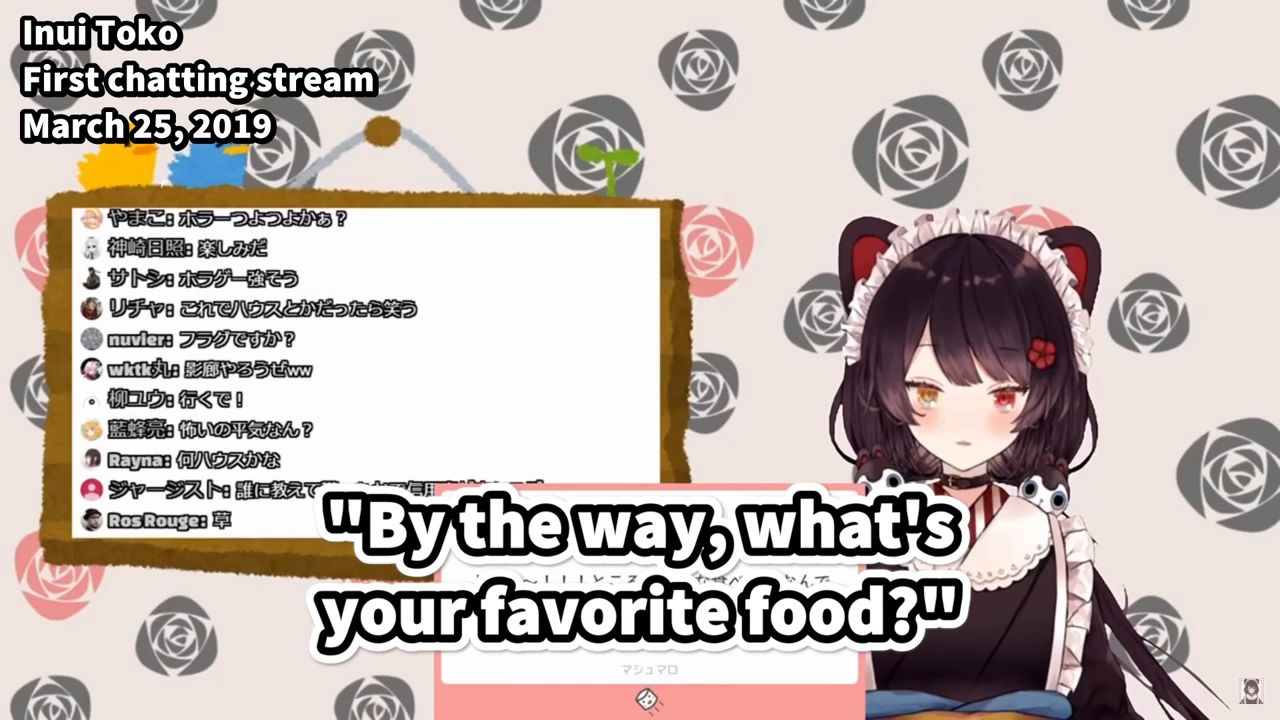 Inui Toko
First chatting stream
March 25, 2019
やまこ: ホラーつよつよかぁ？
神崎日照: 楽しみだ
サトシ: ホラゲー強そう
リチャ: これでハウスとかだったら笑う
nuvier: フラグですか？
wktk丸: 影廊やろうぜww
柳ユウ: 行くで！
藍蜂亮: 怖いの平気なん？
Rayna: 何ハウスかな
ジャージスト: 誰に教えて
Ros Rouge: 草
"By the way, what's
your favorite food?"
マシュマロ